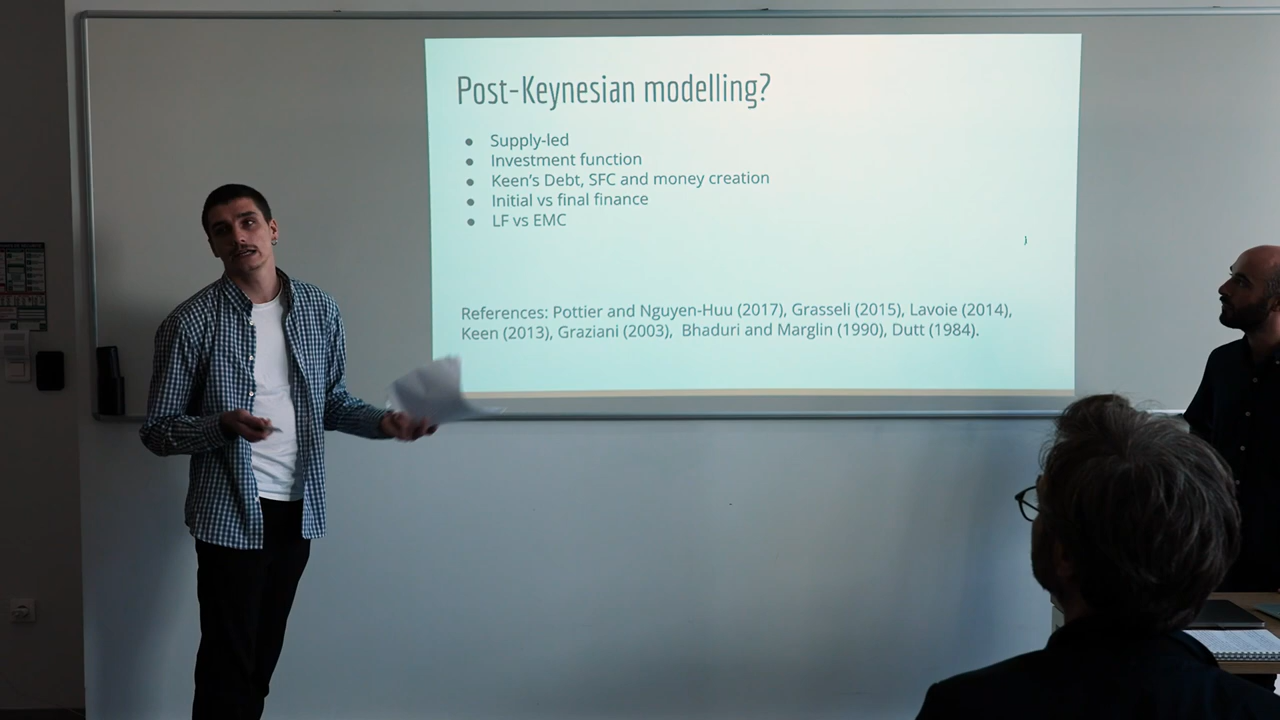 Post-Keynesian modelling?
● Supply-led
● Investment function
● Keen's Debt, SFC and money creation
● Initial vs final finance
● LF vs EMC
References: Pottier and Nguyen-Huu (2017), Grasseli (2015), Lavoie (2014),
Keen (2013), Graziani (2003), Bhaduri and Marglin (1990), Dutt (1984).